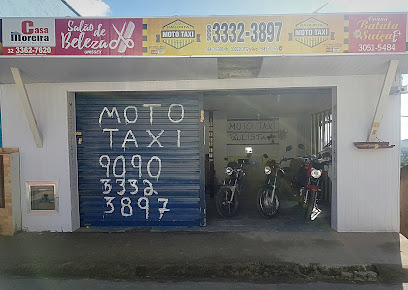 Casa
Moreira
32 3362-7620
Salão de
Beleza
MOTO TAXI
3332-3897
MOTO TAXI
Batata
Suíça
3051-5484
MOTO
TAXI
9090
3332
3897
MOTO TAXI